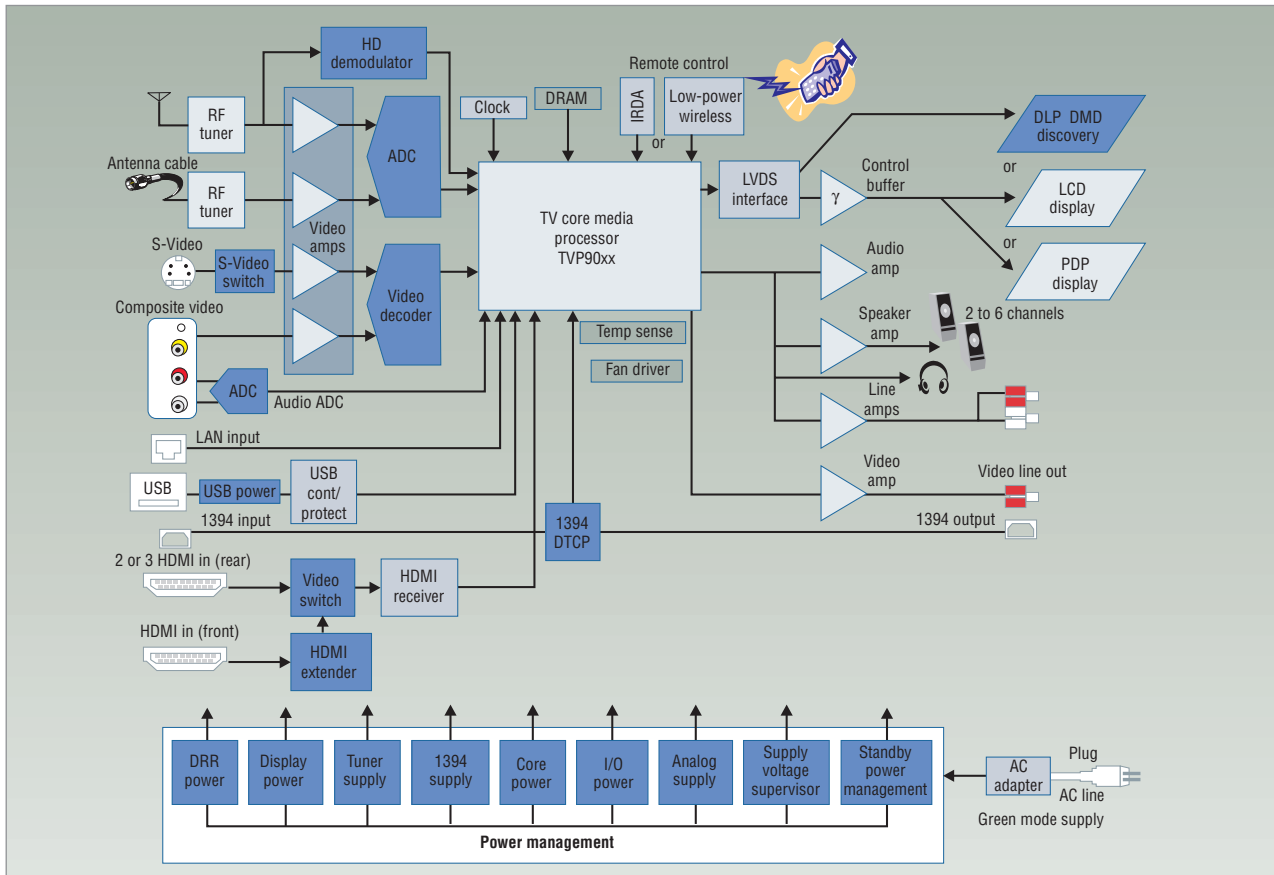 HD
demodulator
Remote control
RF
tuner
Clock
DRAM
IRDA
Low-power
wireless
or
ADC
DLP DMD
discovery
Antenna cable
RF
tuner
Video
amps
TV core media
processor
TVP90xx
LVDS
interface
Control
buffer
γ
or
LCD
display
or
PDP
display
S-Video
S-Video
switch
Video
decoder
Audio
amp
Composite video
Temp sense
Speaker
amp
2 to 6 channels
Fan driver
ADC
Audio ADC
Line
amps
LAN input
USB
USB power
USB
cont/
protect
Video
amp
Video line out
1394 input
1394
DTCP
1394 output
2 or 3 HDMI in (rear)
Video
switch
HDMI
receiver
HDMI in (front)
HDMI
extender
DRR
power
Display
power
Tuner
supply
1394
supply
Core
power
I/O
power
Analog
supply
Supply
voltage
supervisor
Standby
power
management
AC
adapter
Plug
AC line
Green mode supply
Power management